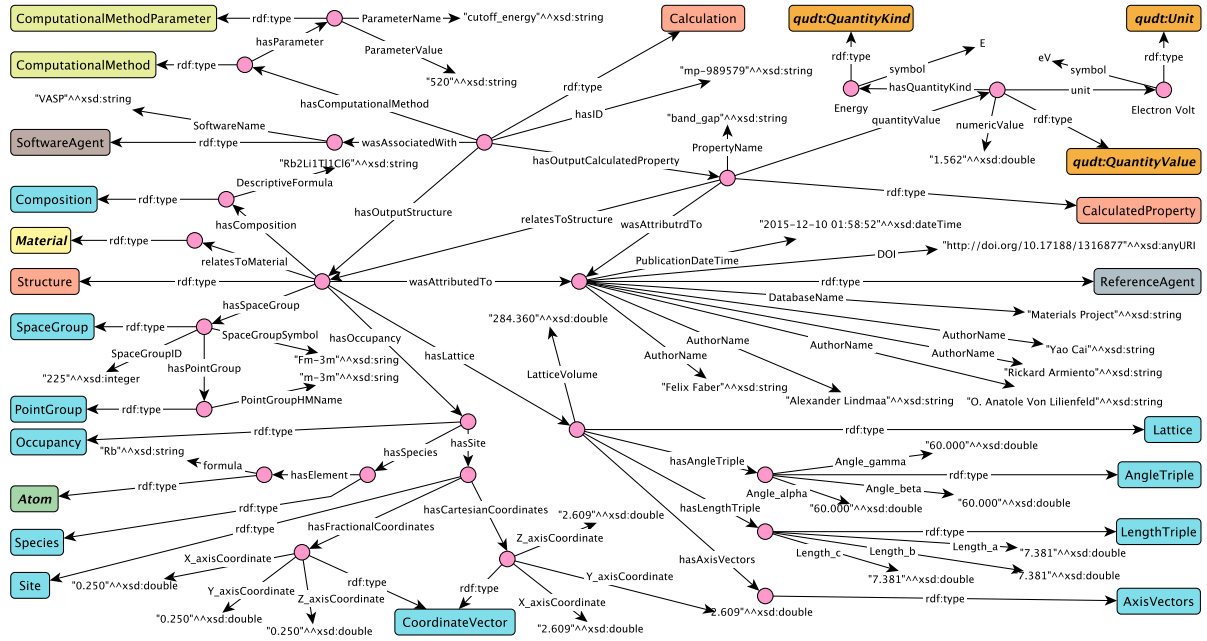 ComputationalMethodParameter
rdf:type
ParameterName
"cutoff_energy"^^xsd:string
Calculation
qudt:QuantityKind
qudt:Unit
hasParameter
ParameterValue
E
ComputationalMethod
rdf:type
"520"^^xsd:string
"mp-989579"^^xsd:string
rdf:type
symbol
eV
symbol
rdf:type
rdf:type
hasQuantityKind
unit
"VASP"^^xsd:string
hasComputationalMethod
hasID
Energy
Electron Volt
SoftwareName
"band_gap"^^xsd:string
quantityValue
numericValue
rdf:type
SoftwareAgent
rdf:type
wasAssociatedWith
PropertyName
"Rb2Li1Tl1Cl6"^^xsd:string
hasOutputCalculatedProperty
"1.562"^^xsd:double
qudt:QuantityValue
DescriptiveFormula
Composition
rdf:type
rdf:type
CalculatedProperty
hasComposition
hasOutputStructure
relatesToStructure
wasAttributrdTo
"2015-12-10 01:58:52"^^xsd:dateTime
Material
rdf:type
"http://doi.org/10.17188/1316877"^^xsd:anyURI
relatesToMaterial
PublicationDateTime
DOI
Structure
rdf:type
wasAttributedTo
rdf:type
ReferenceAgent
hasSpaceGroup
DatabaseName
"Materials Project"^^xsd:string
SpaceGroup
rdf:type
SpaceGroupSymbol
hasOccupancy
"284.360"^^xsd:double
AuthorName
"Yao Cai"^^xsd:string
SpaceGroupID
"Fm-3m"^^xsd:sring
hasLattice
AuthorName
AuthorName
AuthorName
AuthorName
"225"^^xsd:integer
hasPointGroup
"m-3m"^^xsd:sring
LatticeVolume
"Felix Faber"^^xsd:string
"Rickard Armiento"^^xsd:string
PointGroup
rdf:type
PointGroupHMName
"Alexander Lindmaa"^^xsd:string
"O. Anatole Von Lilienfeld"^^xsd:string
Occupancy
rdf:type
hasSite
rdf:type
Lattice
"Rb"^^xsd:sring
hasSpecies
"60.000"^^xsd:double
formula
hasElement
hasAngleTriple
Angle_gamma
rdf:type
AngleTriple
Atom
rdf:type
Angle_alpha
Angle_beta
"60.000"^^xsd:double
"60.000"^^xsd:double
rdf:type
hasCartesianCoordinates
"2.609"^^xsd:double
hasLengthTriple
Species
rdf:type
hasFractionalCoordinates
Z_axisCoordinate
rdf:type
LengthTriple
X_axisCoordinate
hasAxisVectors
Length_c
Length_b
Length_a
"7.381"^^xsd:double
Site
"0.250"^^xsd:double
rdf:type
rdf:type
Y_axisCoordinate
"7.381"^^xsd:double
7.381"^^xsd:double
Y_axisCoordinate
Z_axisCoordinate
X_axisCoordinate
rdf:type
AxisVectors
"0.250"^^xsd:double
"0.250"^^xsd:double
CoordinateVector
"2.609"^^xsd:double
2.609"^^xsd:double